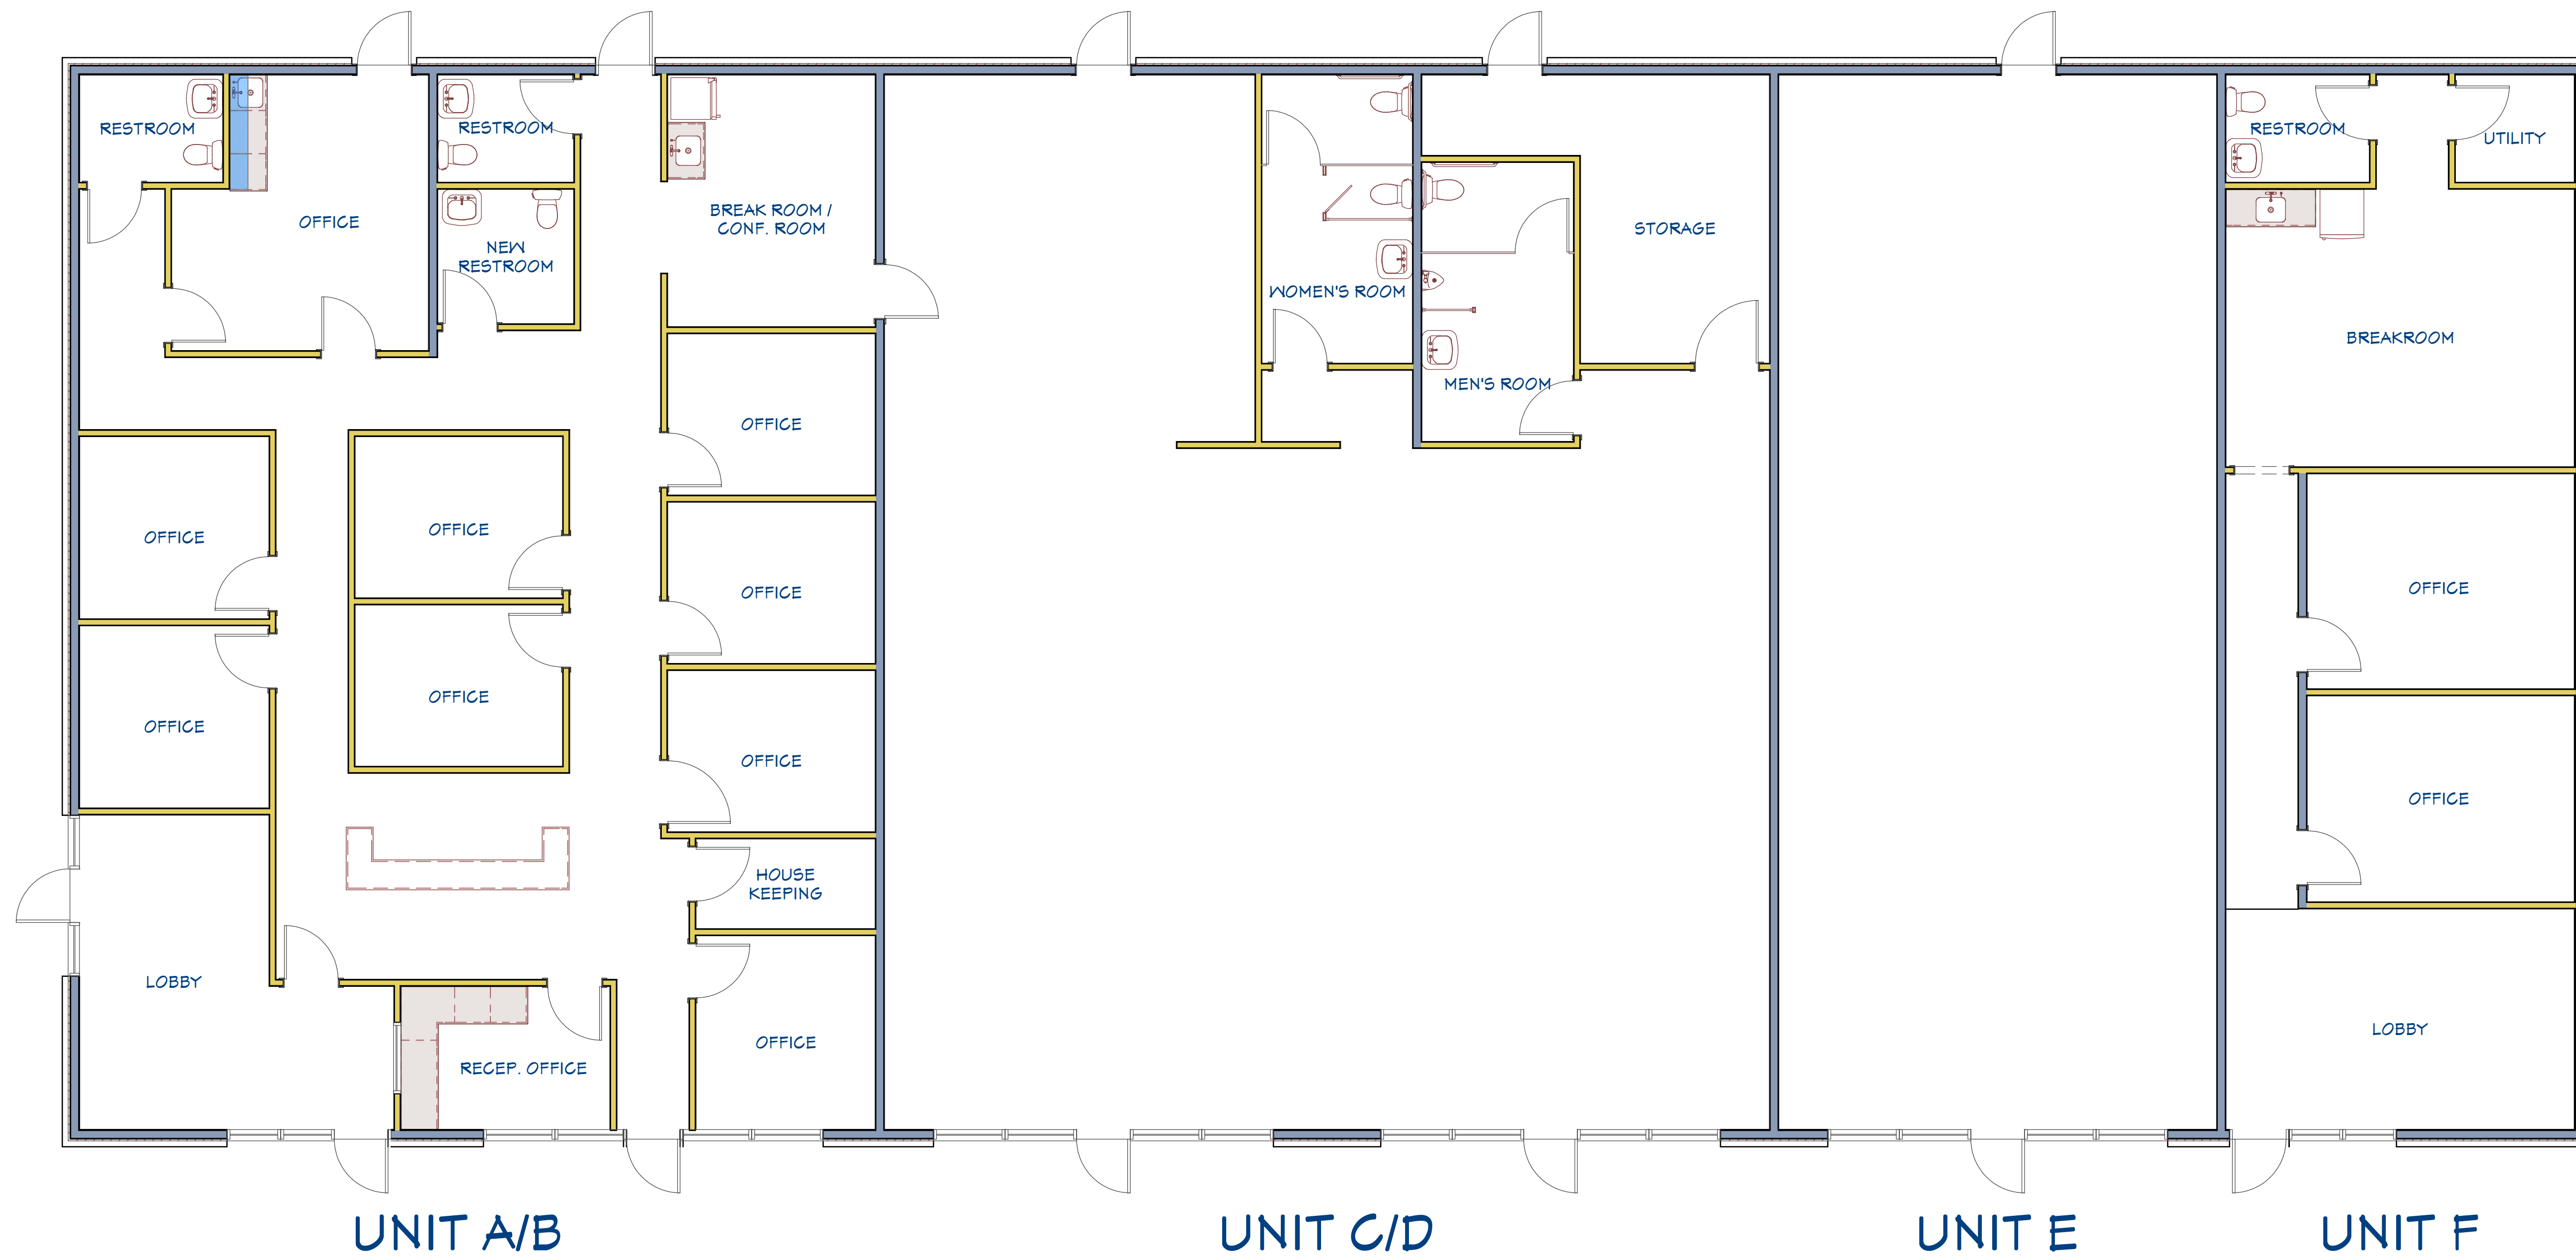 RESTROOM
OFFICE
RESTROOM
NEW
RESTROOM
BREAK ROOM /
CONF. ROOM
OFFICE
OFFICE
OFFICE
OFFICE
OFFICE
OFFICE
OFFICE
HOUSE
KEEPING
OFFICE
LOBBY
RECEP. OFFICE
WOMEN'S ROOM
MEN'S ROOM
STORAGE
RESTROOM
UTILITY
BREAKROOM
OFFICE
OFFICE
LOBBY
UNIT A/B
UNIT C/D
UNIT E
UNIT F